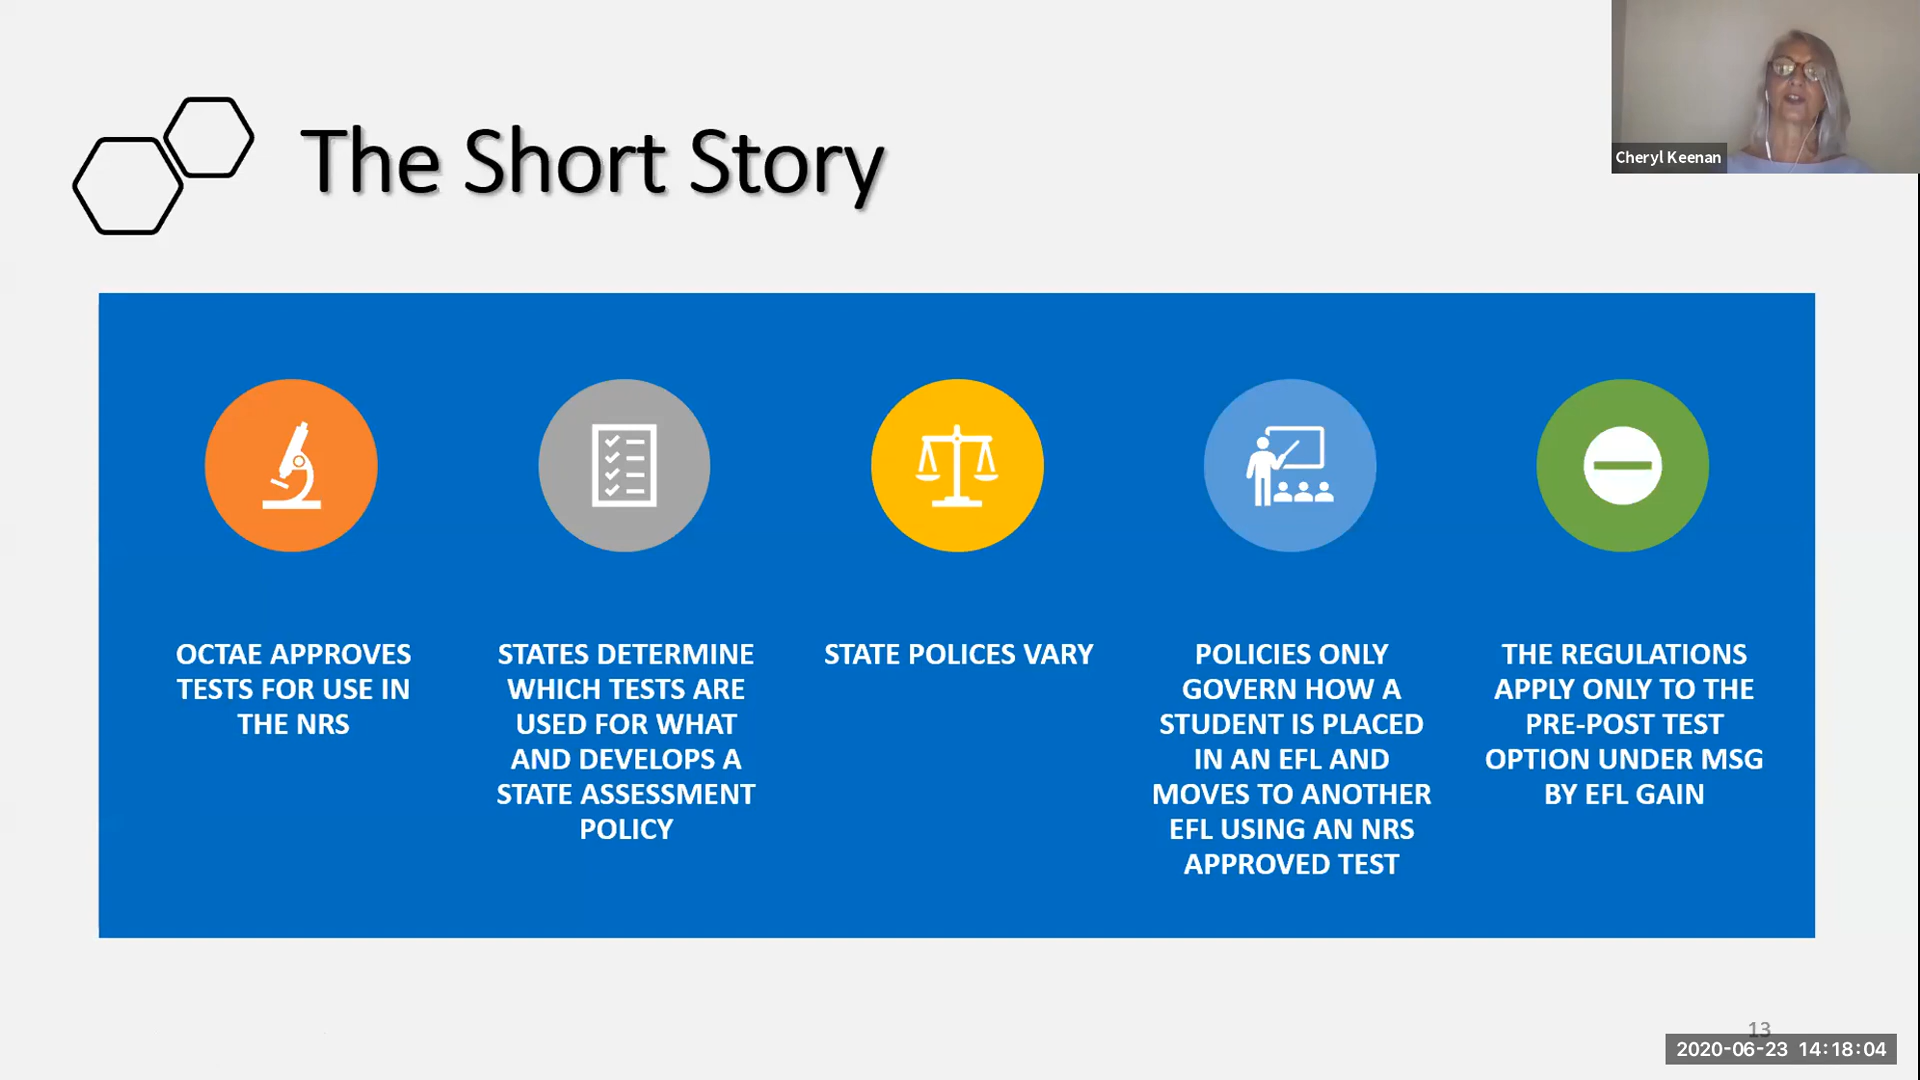 Cheryl Keenan
The Short Story
OCTAE APPROVES
TESTS FOR USE IN
THE NRS
STATES DETERMINE
WHICH TESTS ARE
USED FOR WHAT
AND DEVELOPS A
STATE ASSESSMENT
POLICY
STATE POLICES VARY
POLICIES ONLY
GOVERN HOW A
STUDENT IS PLACED
IN AN EFL AND
MOVES TO ANOTHER
EFL USING AN NRS
APPROVED TEST
THE REGULATIONS
APPLY ONLY TO THE
PRE-POST TEST
OPTION UNDER MSG
BY EFL GAIN
13
2020-06-23 14:18:04